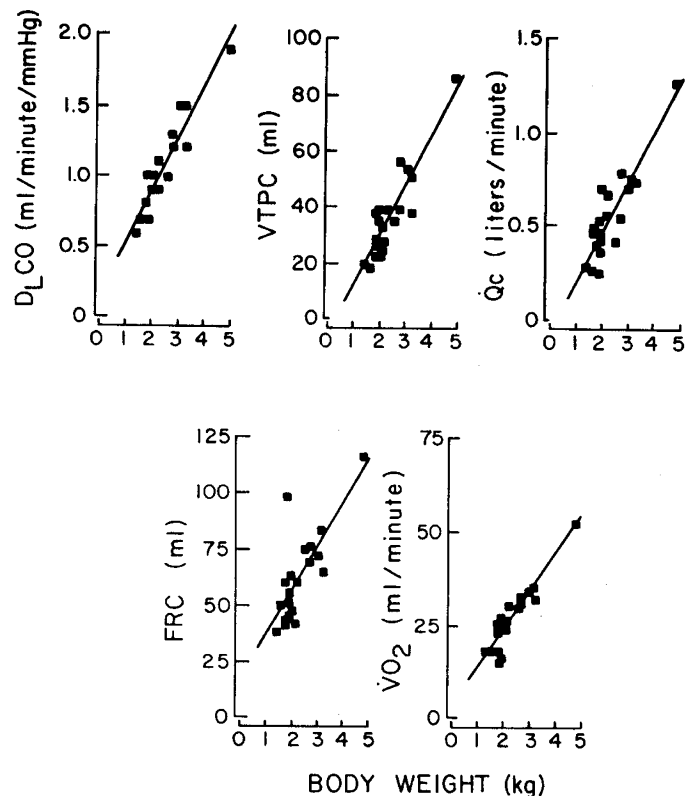 DLCO (ml/minute/mmHg)
2.0
1.5
1.0
0.5
0
0 1 2 3 4 5
VTPC (ml)
100
80
60
40
20
0
0 1 2 3 4 5
Q̇c (liters/minute)
1.5
1.0
0.5
0
0 1 2 3 4 5
FRC (ml)
125
100
75
50
25
0
0 1 2 3 4 5
V̇O2 (ml/minute)
75
50
25
0
0 1 2 3 4 5
BODY WEIGHT (kg)